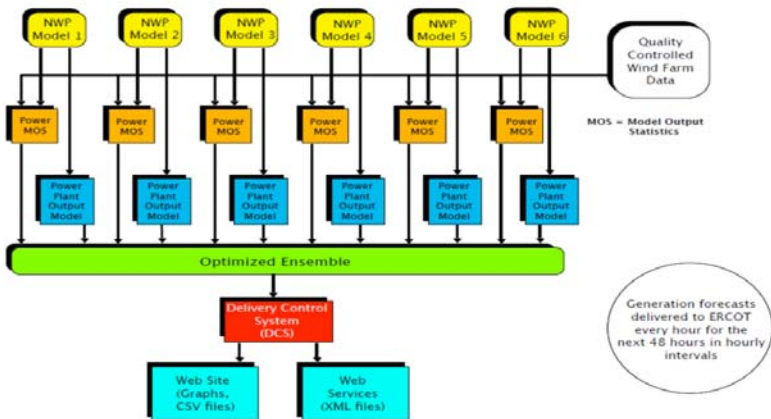 NWP
Model 1
NWP
Model 2
NWP
Model 3
NWP
Model 4
NWP
Model 5
NWP
Model 6
Quality
Controlled
Wind Farm
Data
MOS = Model Output
Statistics
Power
MOS
Power
MOS
Power
MOS
Power
MOS
Power
MOS
Power
MOS
Power
Plant
Output
Model
Power
Plant
Output
Model
Power
Plant
Output
Model
Power
Plant
Output
Model
Power
Plant
Output
Model
Power
Plant
Output
Model
Optimized Ensemble
Delivery Control
System
(DCS)
Web Site
(Graphs,
CSV files)
Web
Services
(XML files)
Generation forecasts
delivered to ERCOT
every hour for the
next 48 hours in hourly
intervals